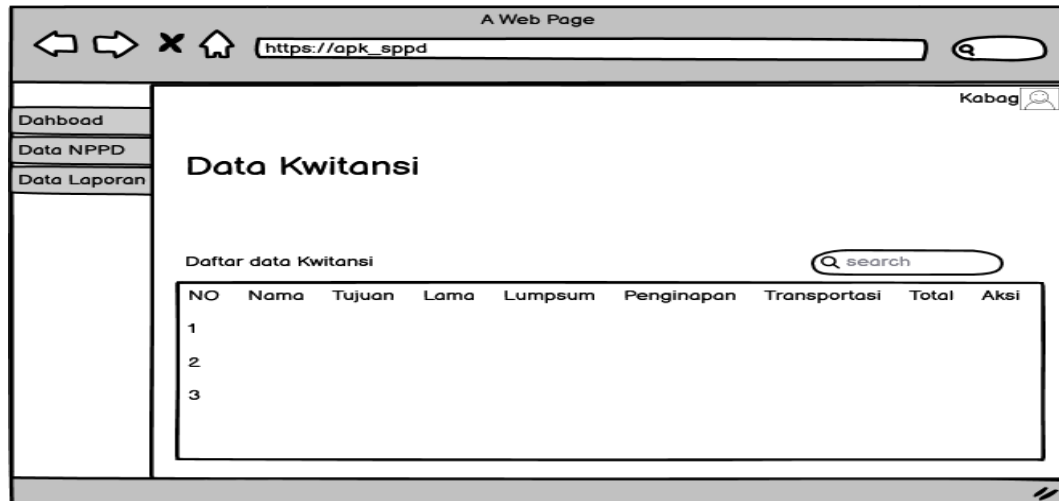 A Web Page
https://apk_sppd
Kabag
Dahboad
Data NPPD
Data Laporan
Data Kwitansi
Daftar data Kwitansi
search
NO Nama Tujuan Lama Lumpsum Penginapan Transportasi Total Aksi
1
2
3